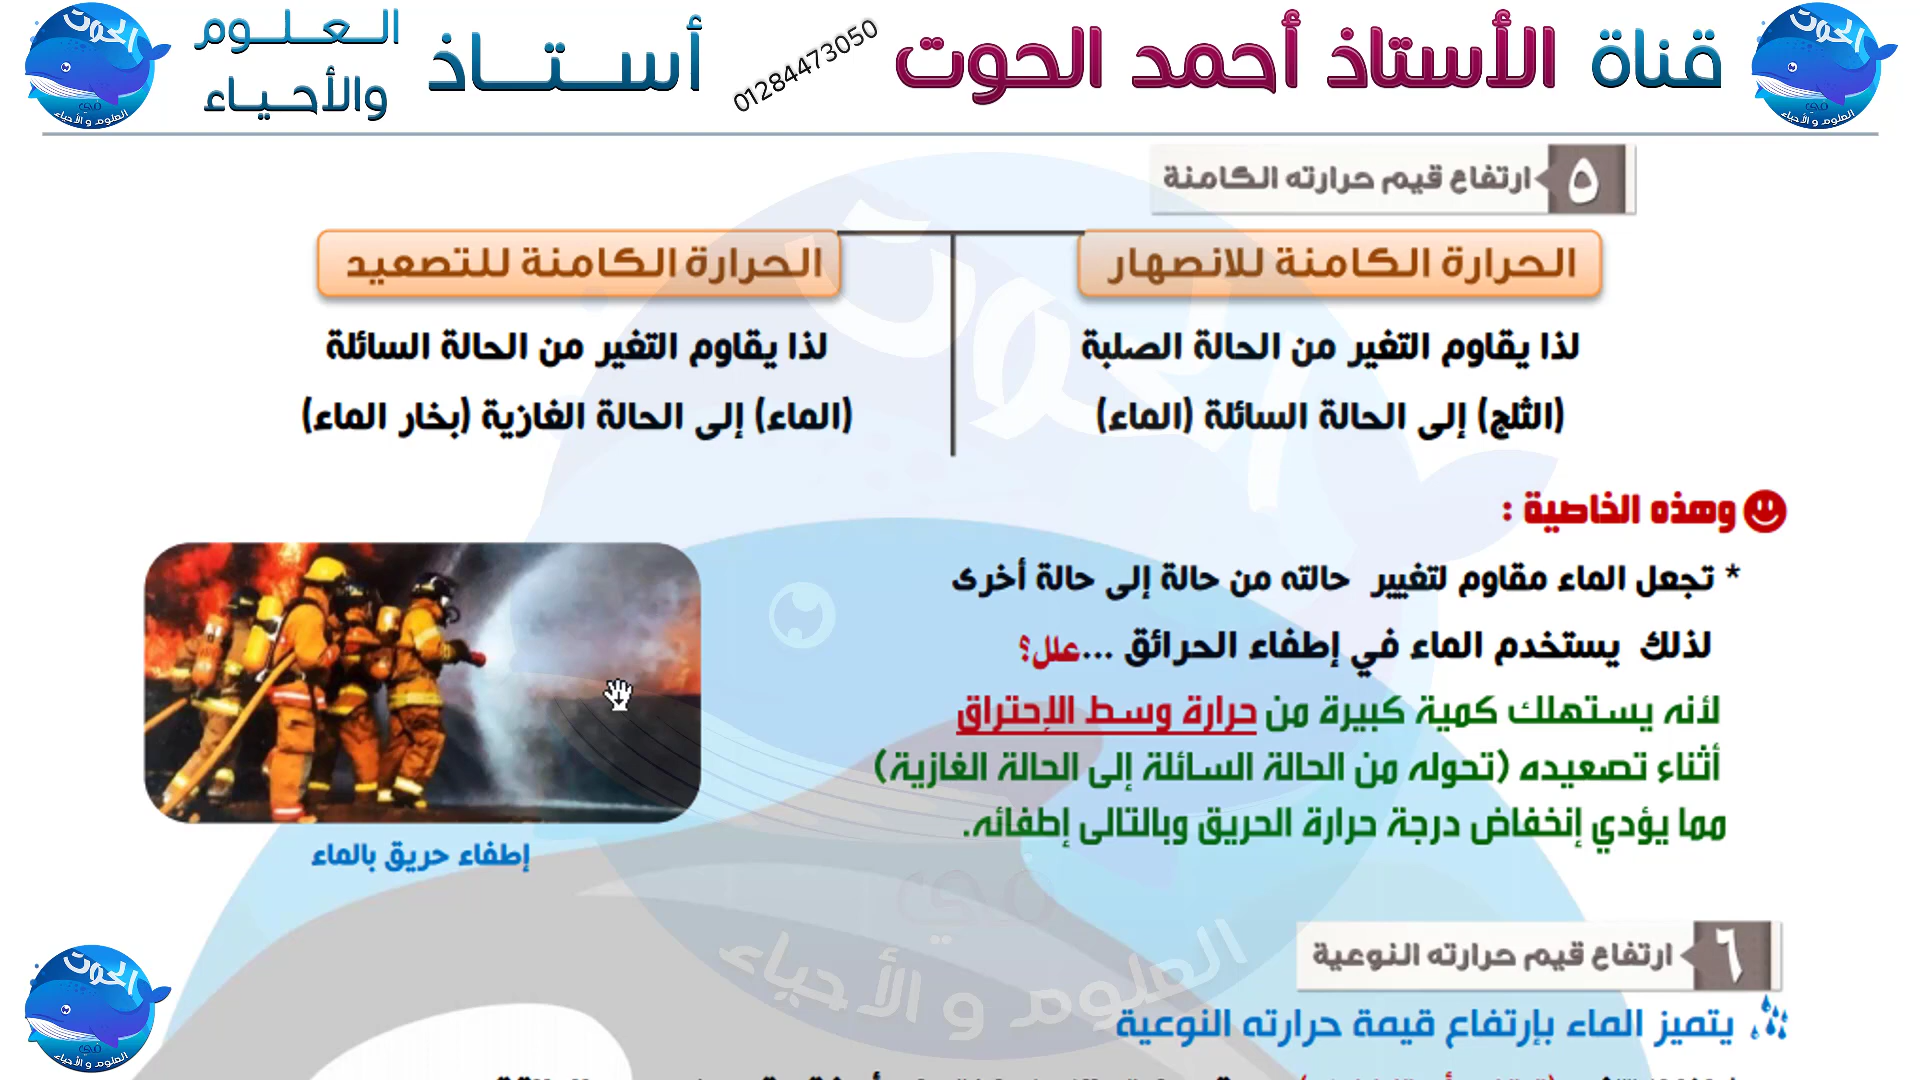 قناة الأستاذ أحمد الحوت 01284473050 أستاذ العلوم والأحياء
الحوت في العلوم و الأحياء
٥ ارتفاع قيم حرارته الكامنة
الحرارة الكامنة للانصهار
لذا يقاوم التغير من الحالة الصلبة
(الثلج) إلى الحالة السائلة (الماء)
الحرارة الكامنة للتصعيد
لذا يقاوم التغير من الحالة السائلة
(الماء) إلى الحالة الغازية (بخار الماء)
وهذه الخاصية :
* تجعل الماء مقاوم لتغيير حالته من حالة إلى حالة أخرى
لذلك يستخدم الماء في إطفاء الحرائق ...علل؟
لأنه يستهلك كمية كبيرة من حرارة وسط الإحتراق
أثناء تصعيده (تحوله من الحالة السائلة إلى الحالة الغازية)
مما يؤدي إنخفاض درجة حرارة الحريق وبالتالى إطفائه.
إطفاء حريق بالماء
٦ ارتفاع قيم حرارته النوعية
يتميز الماء بإرتفاع قيمة حرارته النوعية
الحوت في العلوم و الأحياء